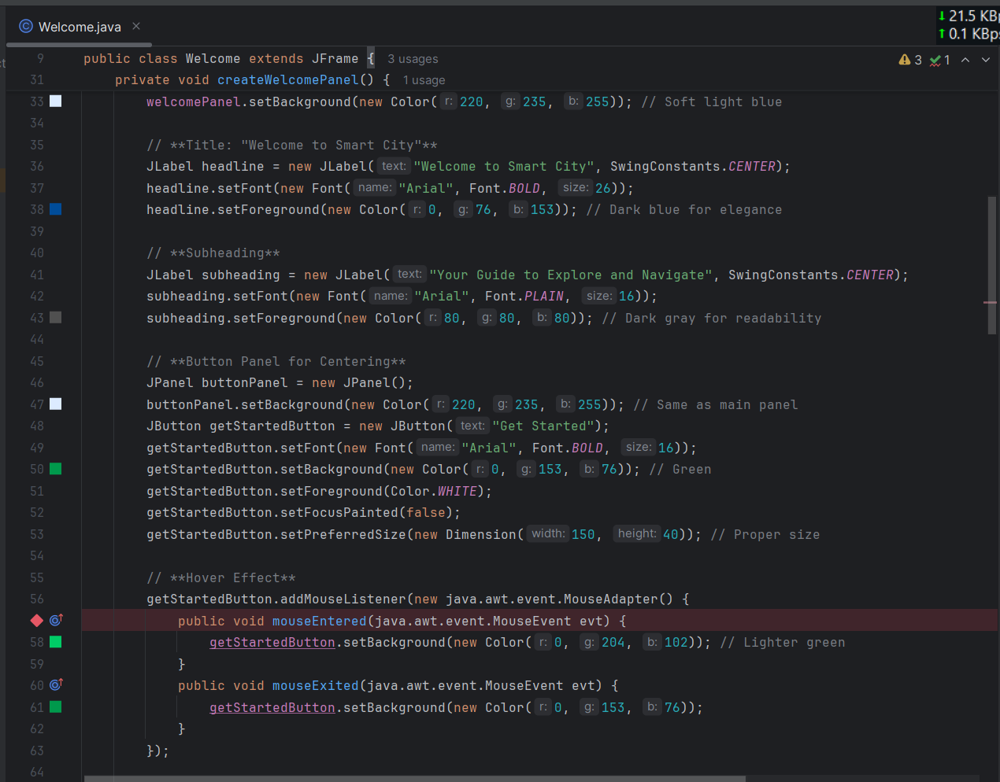 Welcome.java
↓ 21.5 KBp
↑ 0.1 KBps
9 public class Welcome extends JFrame { 3 usages
3 1
31 private void createWelcomePanel() { 1 usage
33 welcomePanel.setBackground(new Color( r: 220, g: 235, b: 255)); // Soft light blue
34
35 // **Title: "Welcome to Smart City"**
36 JLabel headline = new JLabel( text: "Welcome to Smart City", SwingConstants.CENTER);
37 headline.setFont(new Font( name: "Arial", Font.BOLD, size: 26));
38 headline.setForeground(new Color( r: 0, g: 76, b: 153)); // Dark blue for elegance
39
40 // **Subheading**
41 JLabel subheading = new JLabel( text: "Your Guide to Explore and Navigate", SwingConstants.CENTER);
42 subheading.setFont(new Font( name: "Arial", Font.PLAIN, size: 16));
43 subheading.setForeground(new Color( r: 80, g: 80, b: 80)); // Dark gray for readability
44
45 // **Button Panel for Centering**
46 JPanel buttonPanel = new JPanel();
47 buttonPanel.setBackground(new Color( r: 220, g: 235, b: 255)); // Same as main panel
48 JButton getStartedButton = new JButton( text: "Get Started");
49 getStartedButton.setFont(new Font( name: "Arial", Font.BOLD, size: 16));
50 getStartedButton.setBackground(new Color( r: 0, g: 153, b: 76)); // Green
51 getStartedButton.setForeground(Color.WHITE);
52 getStartedButton.setFocusPainted(false);
53 getStartedButton.setPreferredSize(new Dimension( width: 150, height: 40)); // Proper size
54
55 // **Hover Effect**
56 getStartedButton.addMouseListener(new java.awt.event.MouseAdapter() {
public void mouseEntered(java.awt.event.MouseEvent evt) {
58 getStartedButton.setBackground(new Color( r: 0, g: 204, b: 102)); // Lighter green
59 }
60 public void mouseExited(java.awt.event.MouseEvent evt) {
61 getStartedButton.setBackground(new Color( r: 0, g: 153, b: 76));
62 }
63 });
64